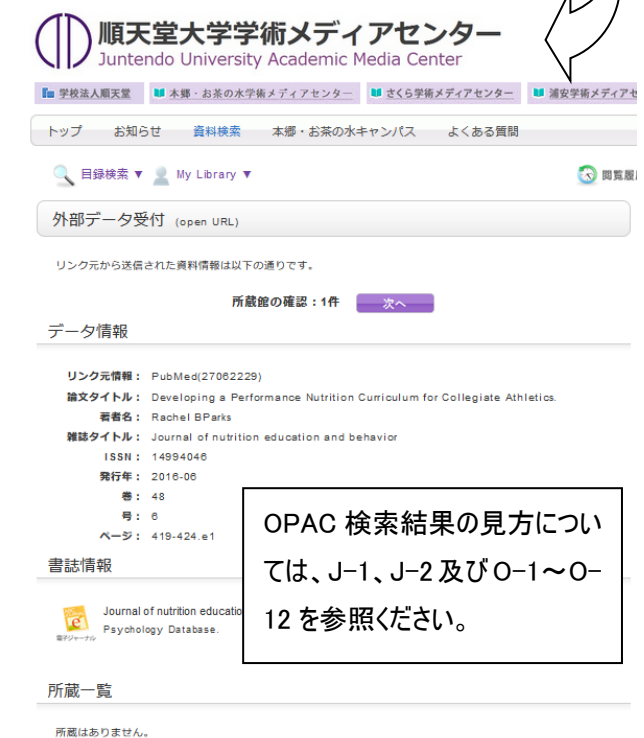 順天堂大学学術メディアセンター
Juntendo University Academic Media Center
学校法人順天堂 本郷・お茶の水学術メディアセンター さくら学術メディアセンター 浦安学術メディアセ
トップ お知らせ 資料検索 本郷・お茶の水キャンパス よくある質問
目録検索 ▼ My Library ▼ 閲覧履
外部データ受付 (open URL)
リンク元から送信された資料情報は以下の通りです。
所蔵館の確認:1件 次へ
データ情報
リンク元情報: PubMed(27062229)
論文タイトル: Developing a Performance Nutrition Curriculum for Collegiate Athletics.
著者名: Rachel BParks
雑誌タイトル: Journal of nutrition education and behavior
ISSN: 14994046
発行年: 2016-06
巻: 48
号: 6
ページ: 419-424.e1
OPAC 検索結果の見方につい
ては、J-1、J-2 及び O-1~O-
12 を参照ください。
書誌情報
Journal of nutrition educatio
Psychology Database.
電子ジャーナル
所蔵一覧
所蔵はありません。